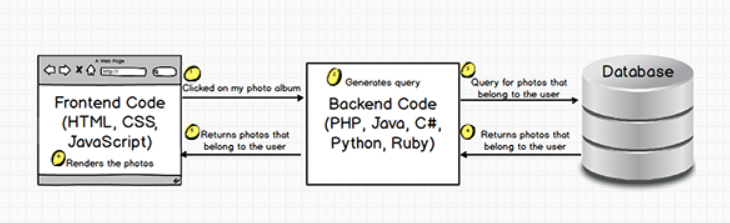 A Web Page
http://
Frontend Code
(HTML, CSS,
JavaScript)
Renders the photos
Clicked on my photo album
Returns photos that
belong to the user
Generates query
Backend Code
(PHP, Java, C#,
Python, Ruby)
Query for photos that
belong to the user
Returns photos that
belong to the user
Database